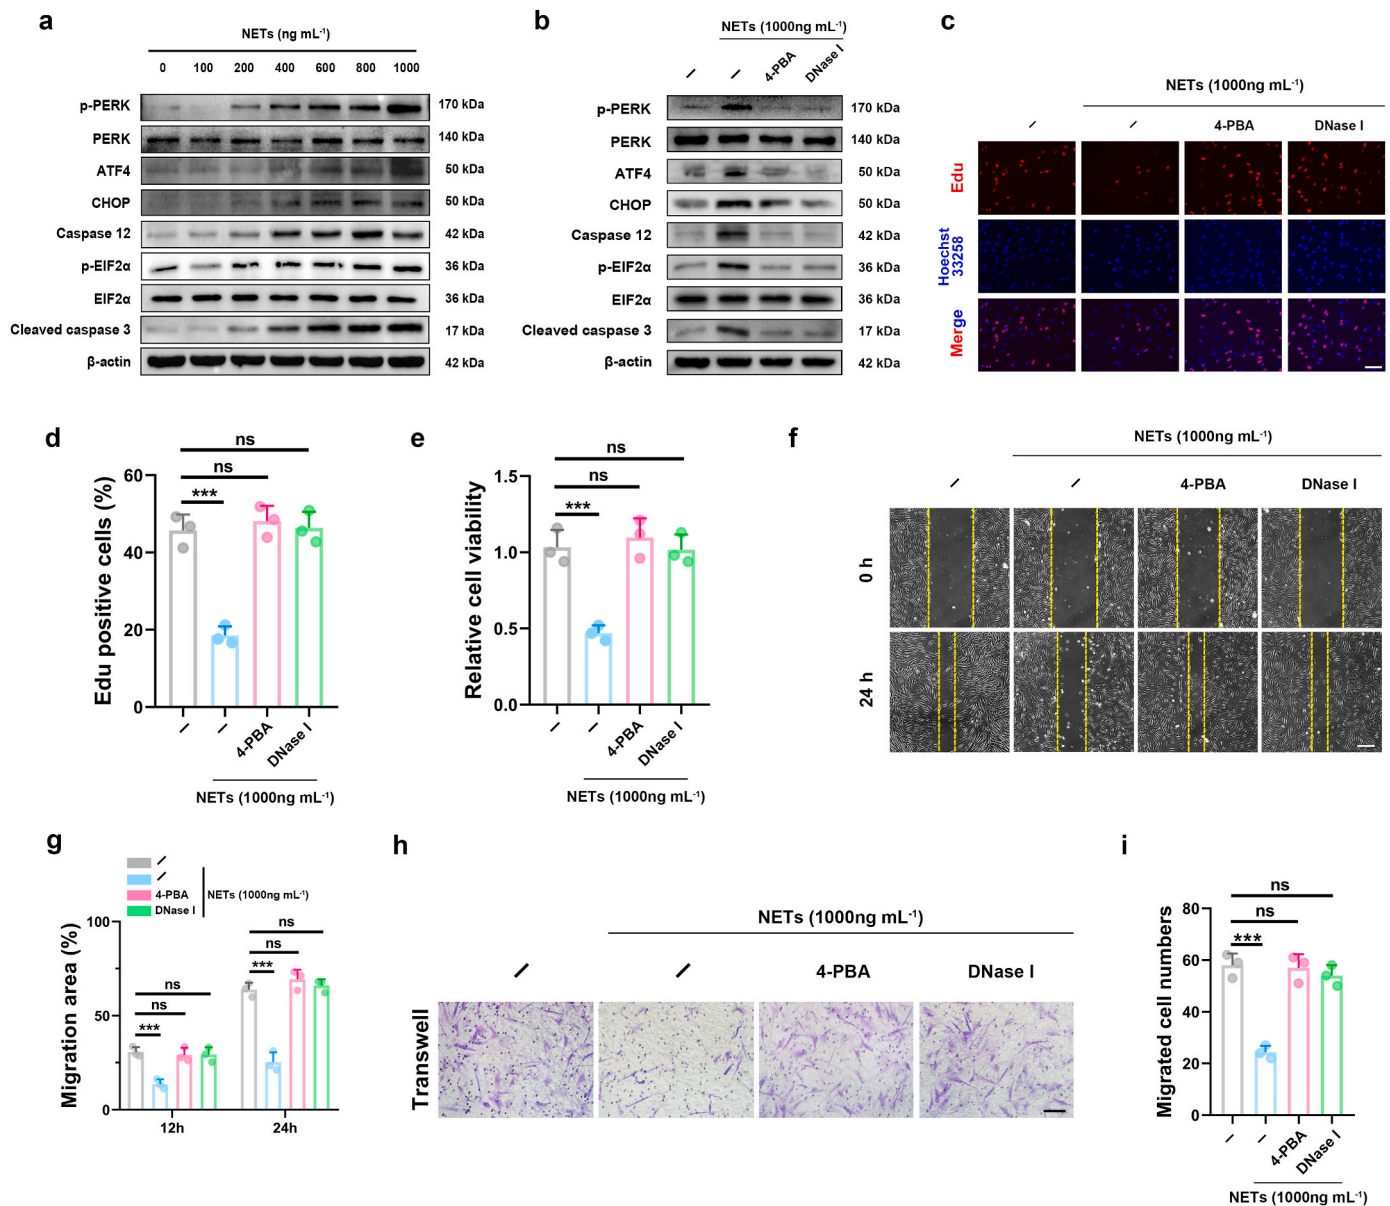 a
NETs (ng mL-1)
0 100 200 400 600 800 1000
p-PERK 170 kDa
PERK 140 kDa
ATF4 50 kDa
CHOP 50 kDa
Caspase 12 42 kDa
p-EIF2α 36 kDa
EIF2α 36 kDa
Cleaved caspase 3 17 kDa
β-actin 42 kDa
b
NETs (1000ng mL-1)
4-PBA DNase I
p-PERK 170 kDa
PERK 140 kDa
ATF4 50 kDa
CHOP 50 kDa
Caspase 12 42 kDa
p-EIF2α 36 kDa
EIF2α 36 kDa
Cleaved caspase 3 17 kDa
β-actin 42 kDa
c
NETs (1000ng mL-1)
4-PBA DNase I
Edu
Hoechst
33258
Merge
d
ns
ns
***
Edu positive cells (%)
60
40
20
0
4-PBA
DNase I
NETs (1000ng mL-1)
e
ns
ns
***
Relative cell viability
1.5
1.0
0.5
0.0
4-PBA
DNase I
NETs (1000ng mL-1)
f
NETs (1000ng mL-1)
4-PBA DNase I
0 h
24 h
g
4-PBA
DNase I
NETs (1000ng mL-1)
Migration area (%)
100
50
0
ns
ns
***
ns
ns
***
12h 24h
h
NETs (1000ng mL-1)
4-PBA DNase I
Transwell
i
ns
ns
***
Migrated cell numbers
80
60
40
20
0
4-PBA
DNase I
NETs (1000ng mL-1)